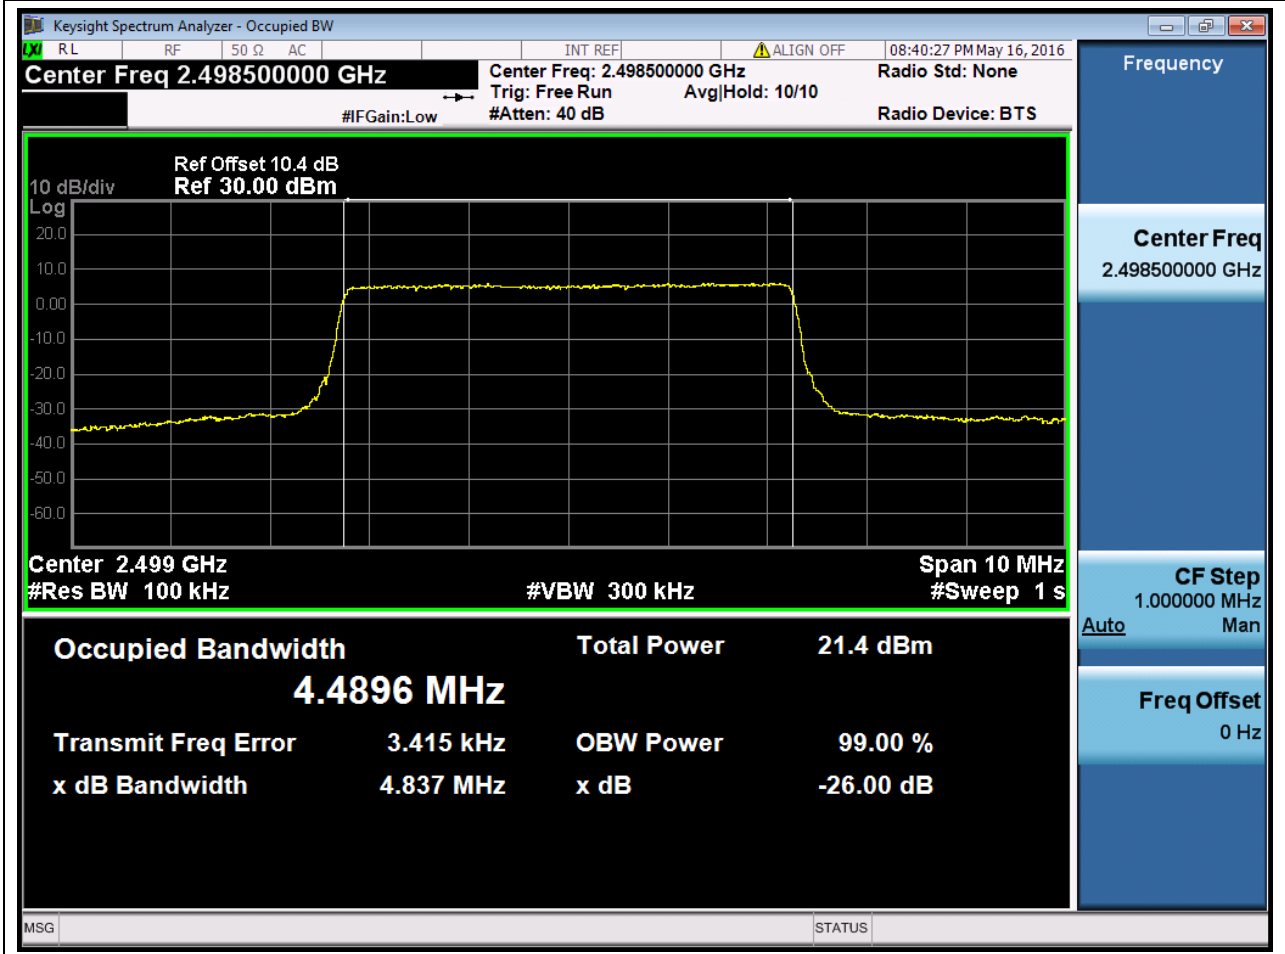 Keysight Spectrum Analyzer - Occupied BW
LXI RL RF 50 Ω AC INT REF ALIGN OFF 08:40:27 PM May 16, 2016
Center Freq 2.498500000 GHz
Center Freq: 2.498500000 GHz
Radio Std: None
Trig: Free Run Avg|Hold: 10/10
#IFGain:Low #Atten: 40 dB Radio Device: BTS
Ref Offset 10.4 dB
10 dB/div Ref 30.00 dBm
Log
20.0
10.0
0.00
-10.0
-20.0
-30.0
-40.0
-50.0
-60.0
Center 2.499 GHz Span 10 MHz
#Res BW 100 kHz #VBW 300 kHz #Sweep 1 s
Occupied Bandwidth Total Power 21.4 dBm
4.4896 MHz
Transmit Freq Error 3.415 kHz OBW Power 99.00 %
x dB Bandwidth 4.837 MHz x dB -26.00 dB
MSG STATUS
Frequency
Center Freq
2.498500000 GHz
CF Step
1.000000 MHz
Auto Man
Freq Offset
0 Hz